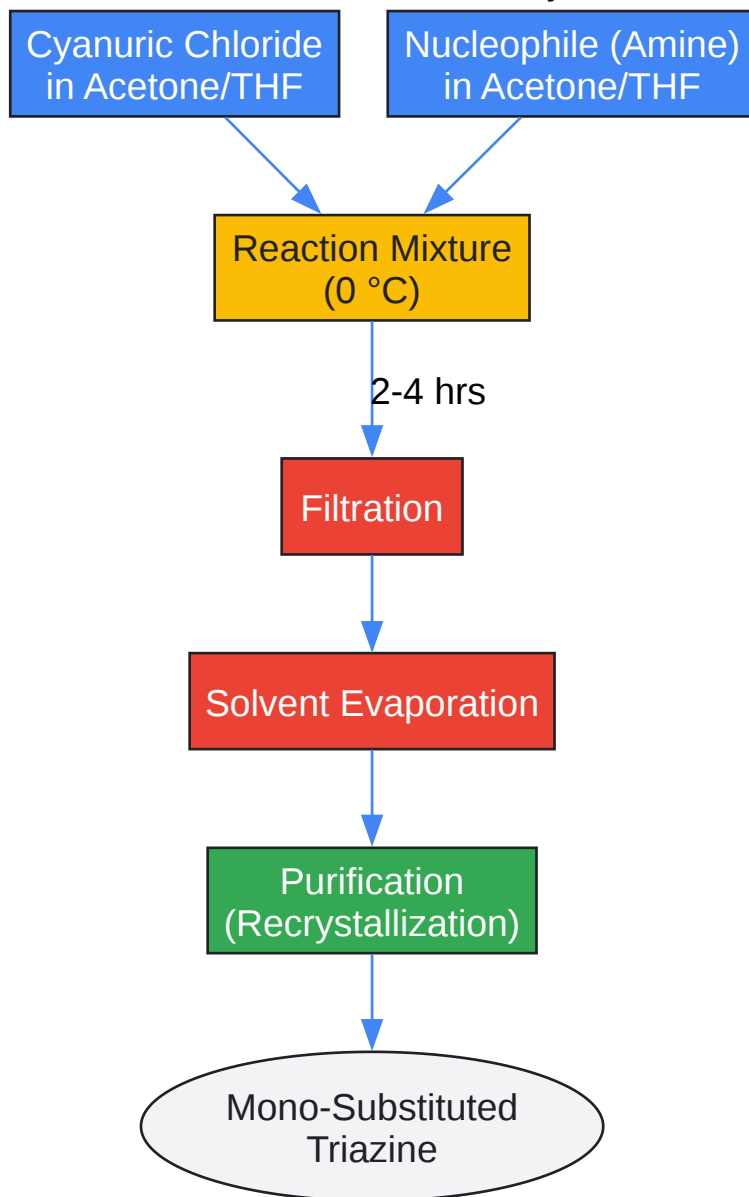 Cyanuric Chloride
in Acetone/THF
Nucleophile (Amine)
in Acetone/THF
Reaction Mixture
(0 °C)
2-4 hrs
Filtration
Solvent Evaporation
Purification
(Recrystallization)
Mono-Substituted
Triazine